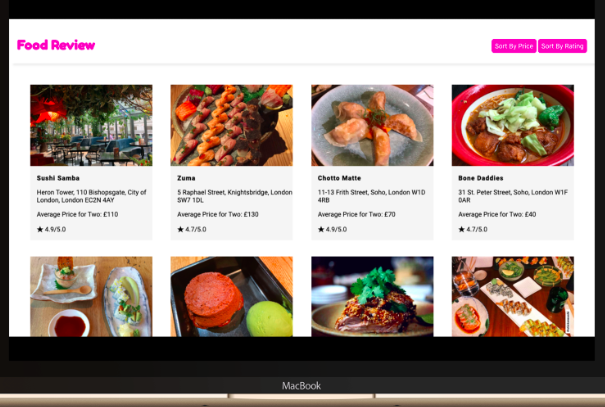 Food Review
Sort By Price
Sort By Rating
Sushi Samba
Heron Tower, 110 Bishopsgate, City of
London, London EC2N 4AY
Average Price for Two: £110
★ 4.9/5.0
Zuma
5 Raphael Street, Knightsbridge, London
SW7 1DL
Average Price for Two: £130
★ 4.7/5.0
Chotto Matte
11-13 Frith Street, Soho, London W1D
4RB
Average Price for Two: £70
★ 4.9/5.0
Bone Daddies
31 St. Peter Street, Soho, London W1F
0AR
Average Price for Two: £40
★ 4.7/5.0
MacBook